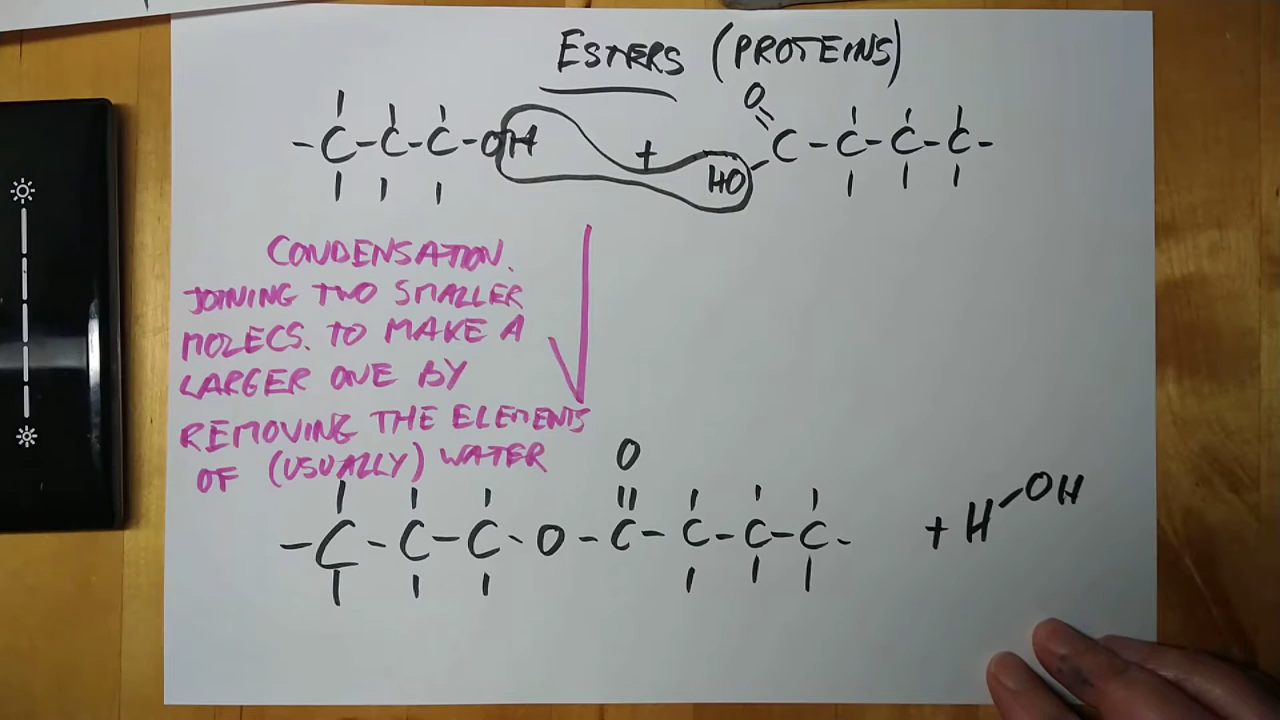 ESTERS (PROTEINS)
O
-C-C-C-OH + HO C-C-C-C-
CONDENSATION.
JOINING TWO SMALLER
MOLECS. TO MAKE A
LARGER ONE BY
REMOVING THE ELEMENTS
OF (USUALLY) WATER
O
-C-C-C-O-C-C-C-C- + H-OH